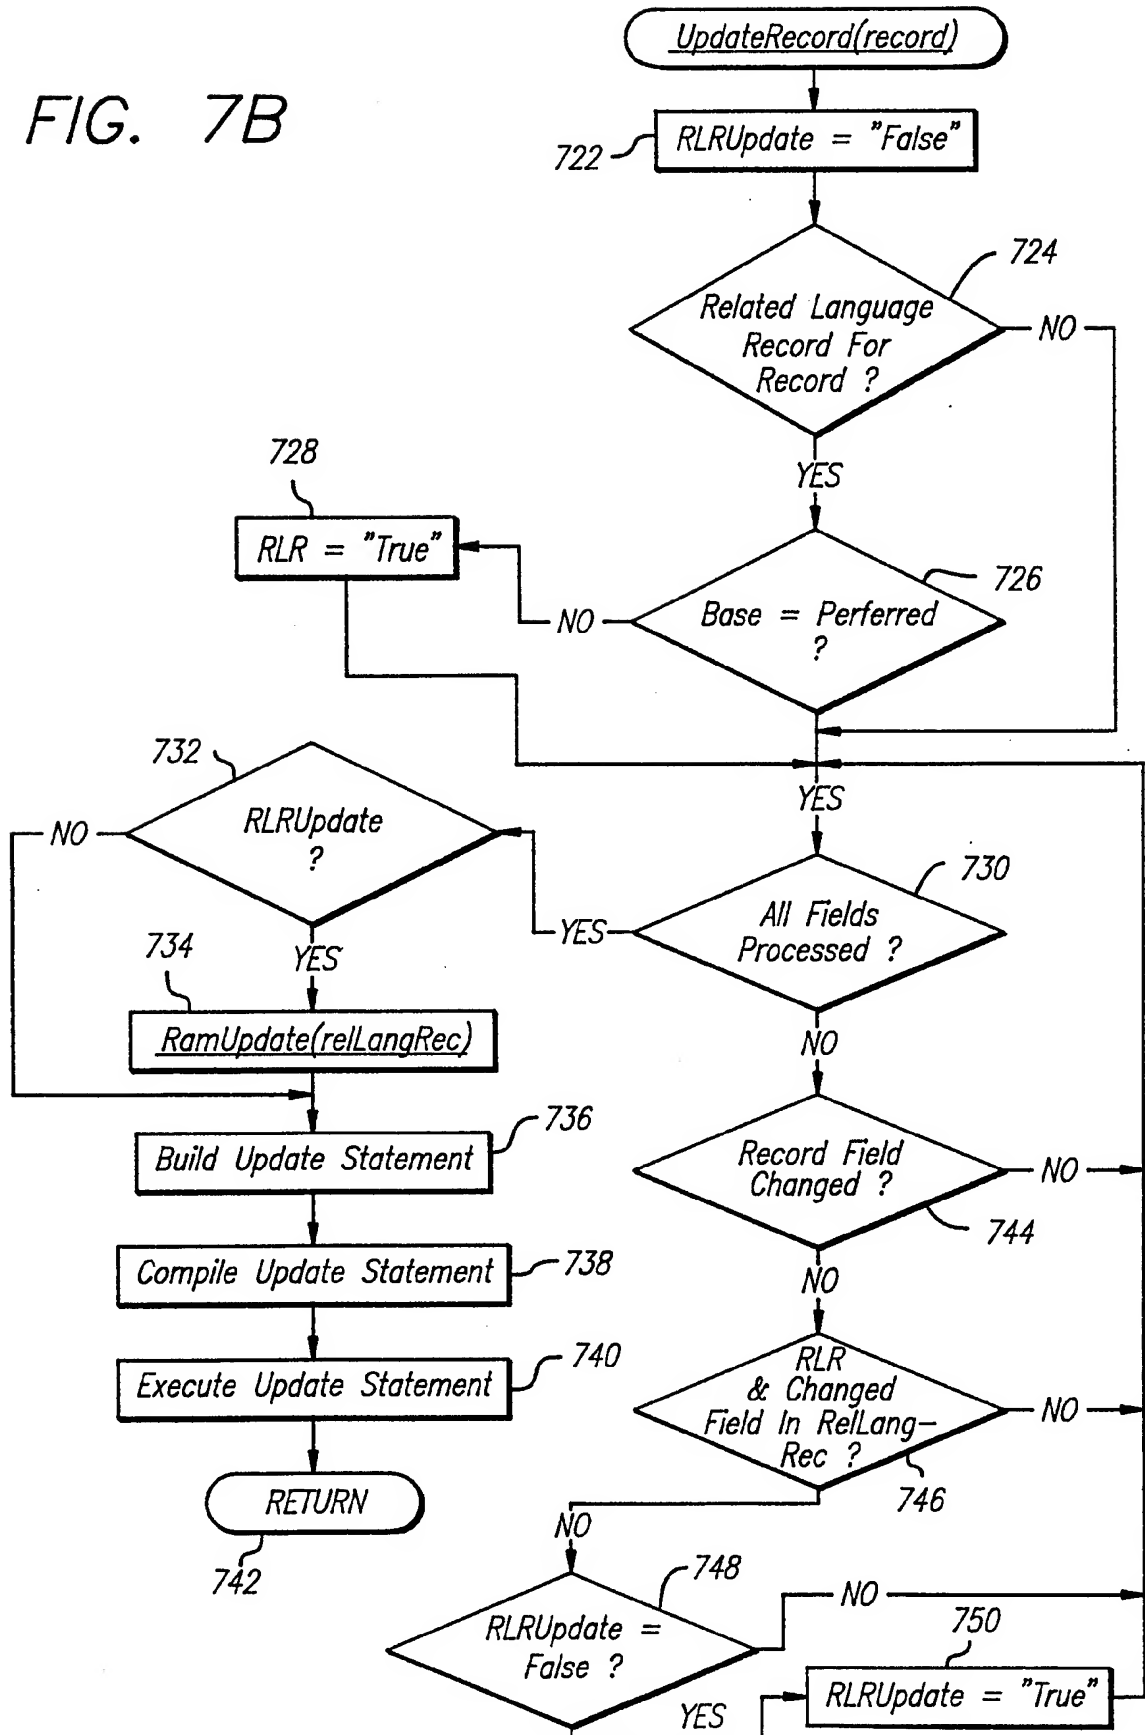 UpdateRecord(record)
FIG. 7B
722
RLRUpdate = "False"
724
Related Language
Record For
Record ?
NO
YES
728
RLR = "True"
726
Base = Perferred
?
NO
732
RLRUpdate
?
NO
YES
730
All Fields
Processed ?
YES
734
YES
RamUpdate(relLangRec)
NO
736
Build Update Statement
Record Field
Changed ?
NO
744
Compile Update Statement
738
NO
Execute Update Statement
740
RLR
& Changed
Field In RelLang-
Rec ?
NO
746
RETURN
742
NO
748
RLRUpdate =
False ?
NO
750
YES
RLRUpdate = "True"